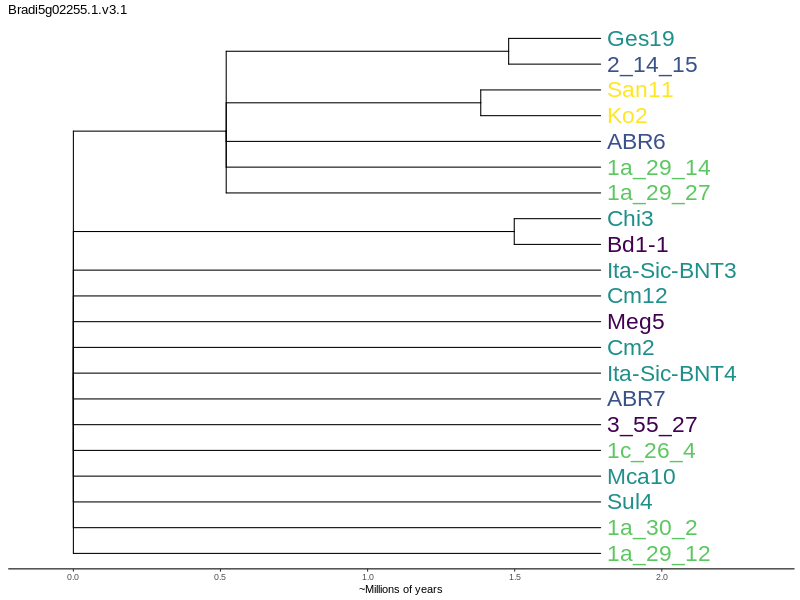 Bradi5g02255.1.v3.1
Ges19
2_14_15
San11
Ko2
ABR6
1a_29_14
1a_29_27
Chi3
Bd1-1
Ita-Sic-BNT3
Cm12
Meg5
Cm2
Ita-Sic-BNT4
ABR7
3_55_27
1c_26_4
Mca10
Sul4
1a_30_2
1a_29_12
0.0 0.5 1.0 1.5 2.0
~Millions of years